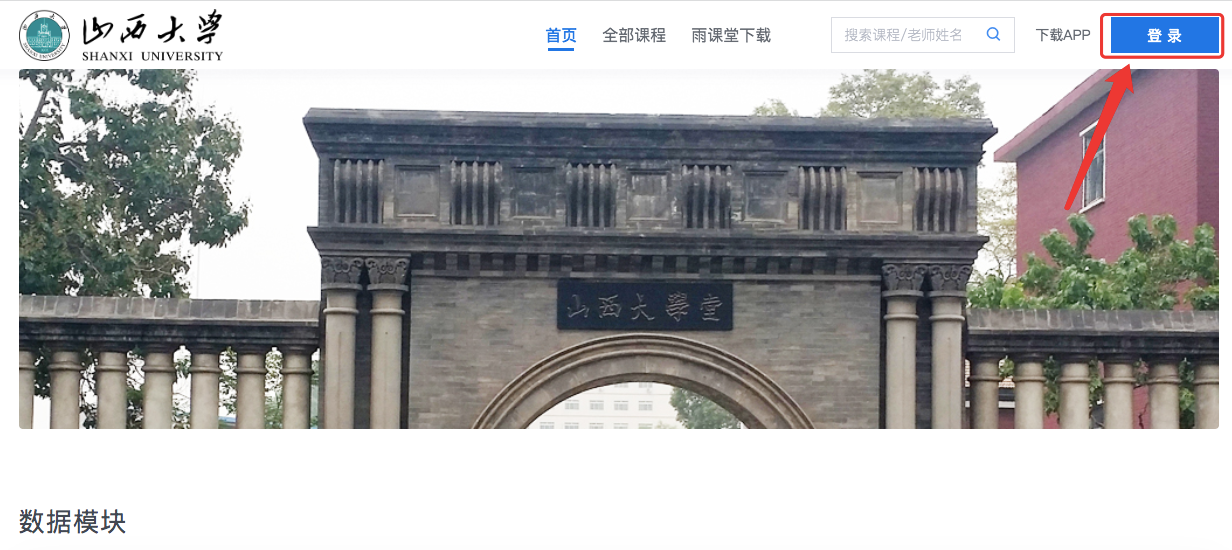 山西大学
SHANXI UNIVERSITY
首页 全部课程 雨课堂下载 搜索课程/老师姓名 下载APP 登 录
山西大學堂
数据模块